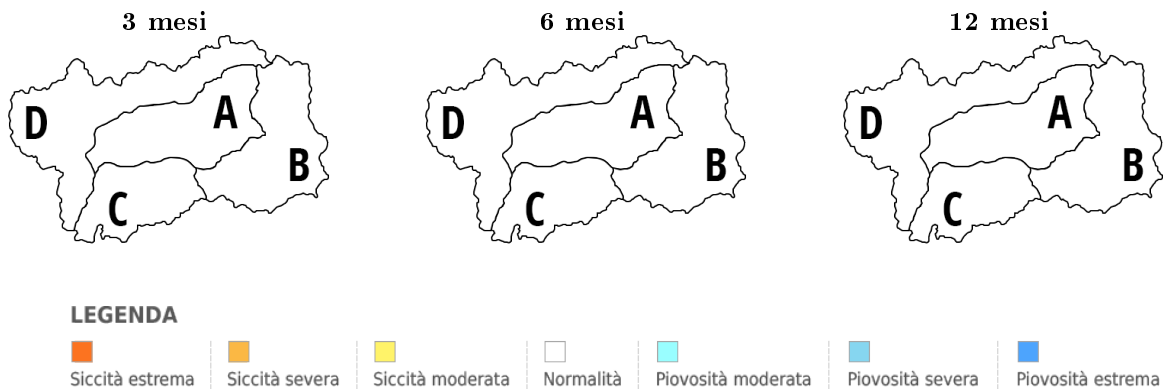 3 mesi 6 mesi 12 mesi
D A B C D A B C D A B C
LEGENDA
Siccità estrema Siccità severa Siccità moderata Normalità Piovosità moderata Piovosità severa Piovosità estrema